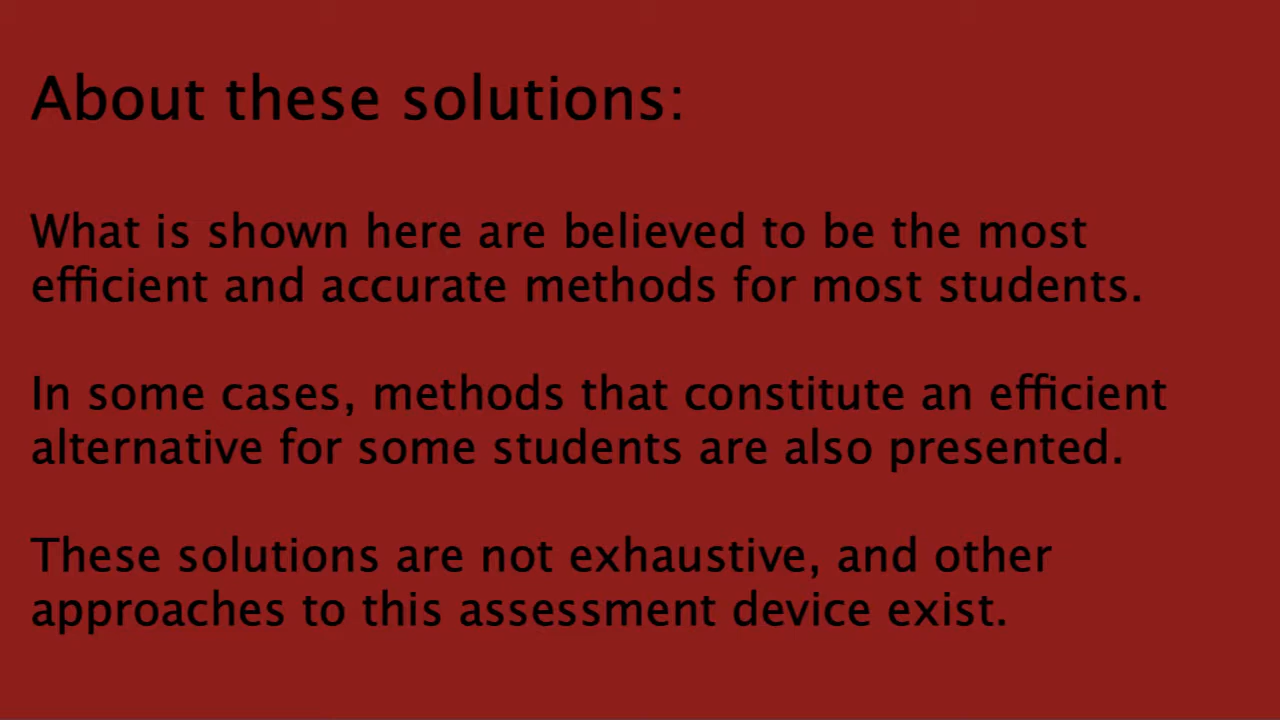 About these solutions:
What is shown here are believed to be the most
efficient and accurate methods for most students.
In some cases, methods that constitute an efficient
alternative for some students are also presented.
These solutions are not exhaustive, and other
approaches to this assessment device exist.